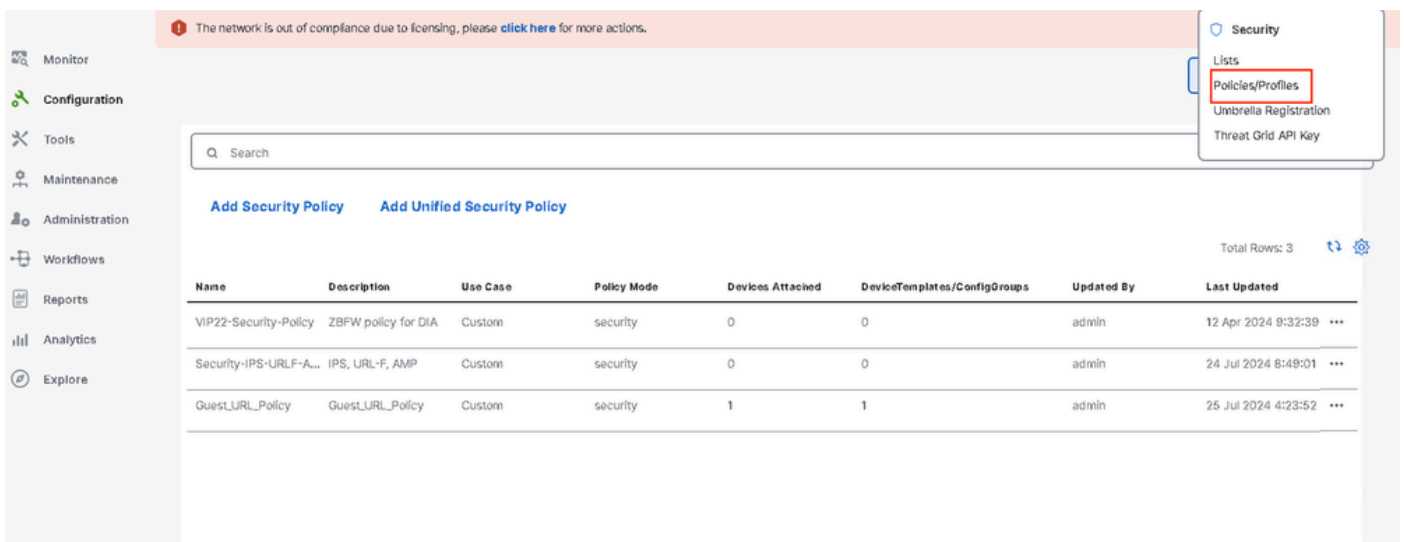 The network is out of compliance due to licensing, please click here for more actions.
Security
Lists
Policies/Profiles
Umbrella Registration
Threat Grid API Key
Monitor
Configuration
Tools
Maintenance
Administration
Workflows
Reports
Analytics
Explore
Search
Add Security Policy Add Unified Security Policy
Total Rows: 3
Name Description Use Case Policy Mode Devices Attached DeviceTemplates/ConfigGroups Updated By Last Updated
VIP22-Security-Policy ZBFW policy for DIA Custom security 0 0 admin 12 Apr 2024 9:32:39 •••
Security-IPS-URLF-A... IPS, URL-F, AMP Custom security 0 0 admin 24 Jul 2024 8:49:01 •••
Guest_URL_Policy Guest_URL_Policy Custom security 1 1 admin 25 Jul 2024 4:23:52 •••